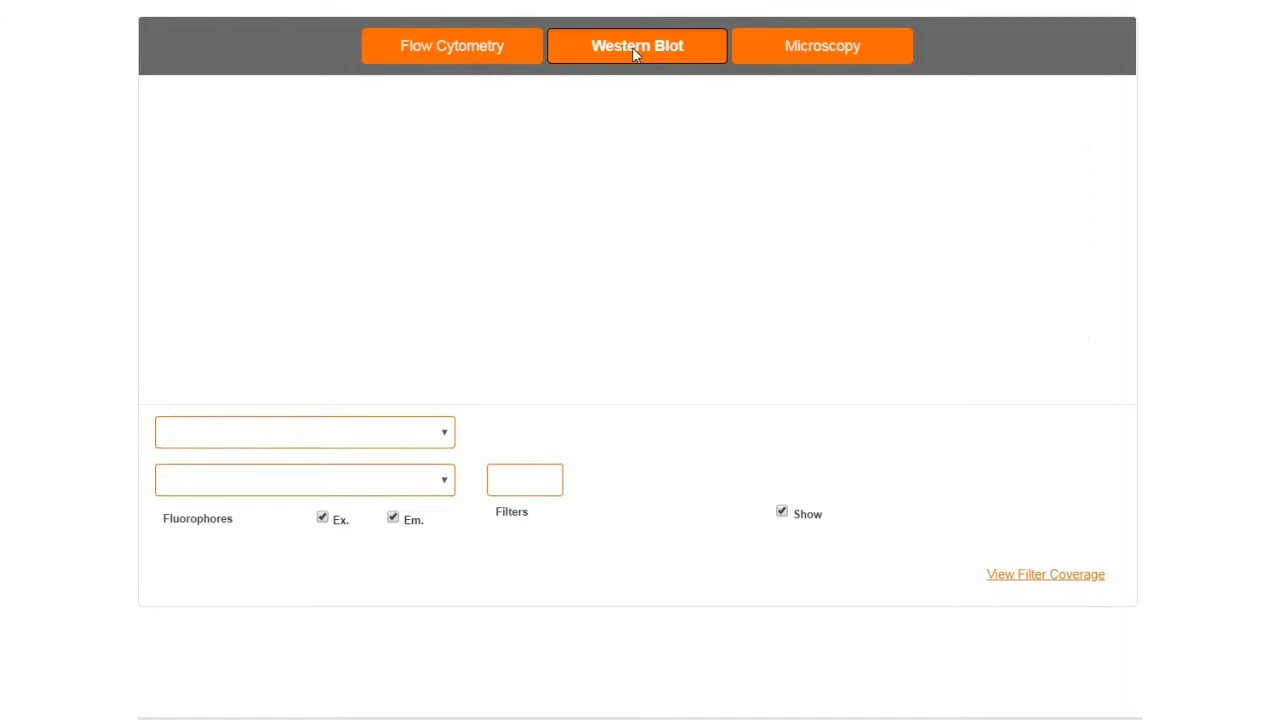 Flow Cytometry
Western Blot
Microscopy
Fluorophores
Ex.
Em.
Filters
Show
View Filter Coverage